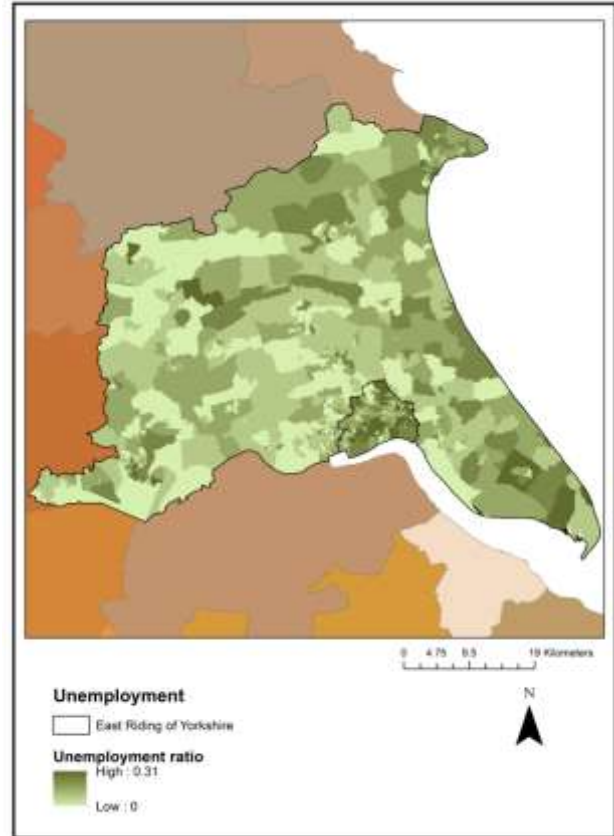 0 4.75 9.5 19 Kilometers
N
Unemployment
East Riding of Yorkshire
Unemployment ratio
High : 0.31
Low : 0